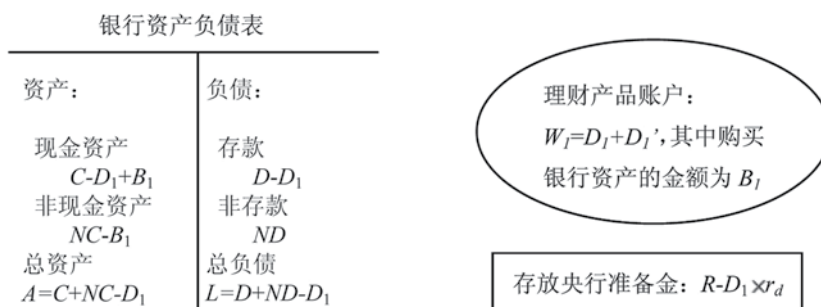 银行资产负债表
资产：
现金资产
C-D₁+B₁
非现金资产
NC-B₁
总资产
A=C+NC-D₁
负债：
存款
D-D₁
非存款
ND
总负债
L=D+ND-D₁
理财产品账户：
W₁=D₁+D₁’,其中购买
银行资产的金额为 B₁
存放央行准备金：R-D₁×r_d